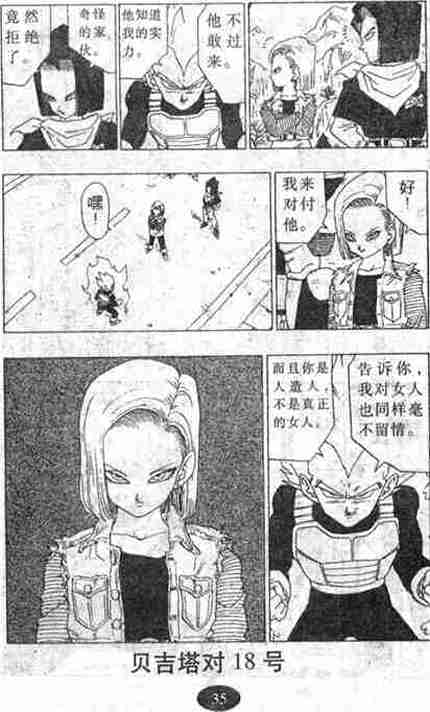 他不
敢过
来。
他知道
我的实
力。
奇怪
的家
伙。
竟然
拒绝
了。
好！
我来
对付
他。
嘿！
告诉你，
我对女人
也同样毫
不留情。
而且你是
人造人，
不是真正
的女人。
贝吉塔对18号
35